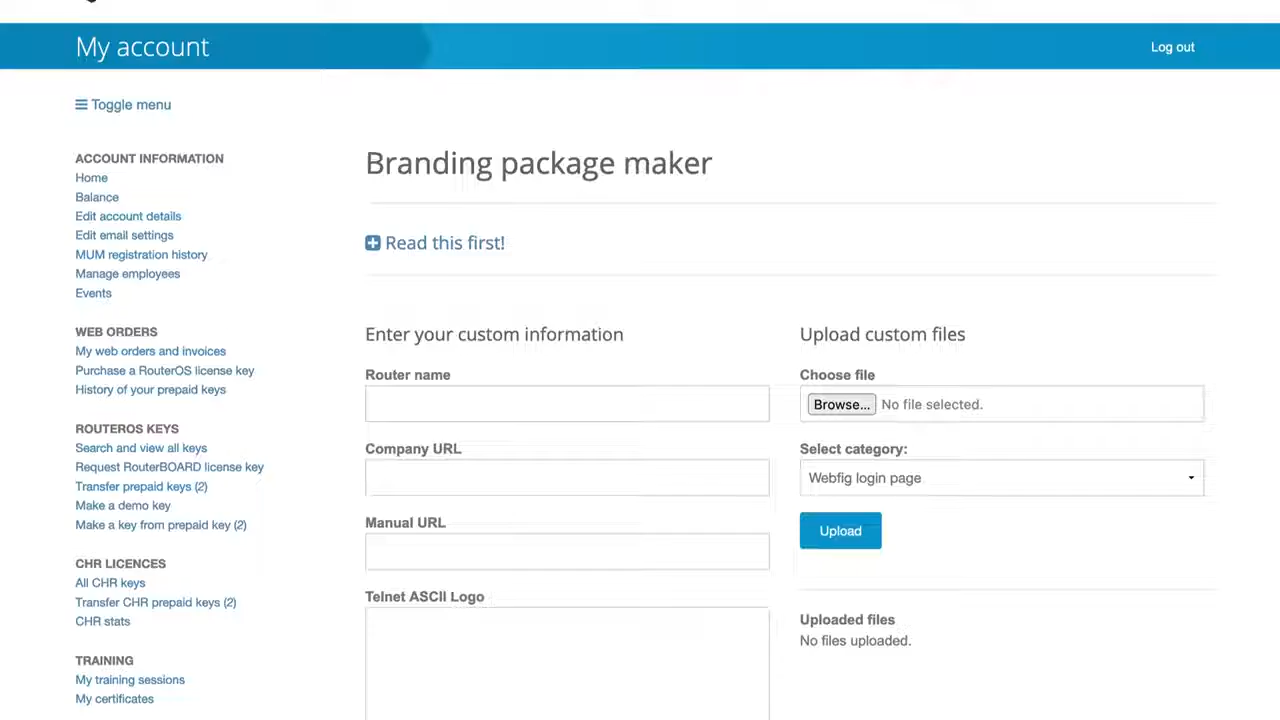 My account
Log out
Toggle menu
ACCOUNT INFORMATION
Home
Balance
Edit account details
Edit email settings
MUM registration history
Manage employees
Events
WEB ORDERS
My web orders and invoices
Purchase a RouterOS license key
History of your prepaid keys
ROUTEROS KEYS
Search and view all keys
Request RouterBOARD license key
Transfer prepaid keys (2)
Make a demo key
Make a key from prepaid key (2)
CHR LICENCES
All CHR keys
Transfer CHR prepaid keys (2)
CHR stats
TRAINING
My training sessions
My certificates
Branding package maker
Read this first!
Enter your custom information
Router name
Company URL
Manual URL
Telnet ASCII Logo
Upload custom files
Choose file
Browse... No file selected.
Select category:
Webfig login page
Upload
Uploaded files
No files uploaded.